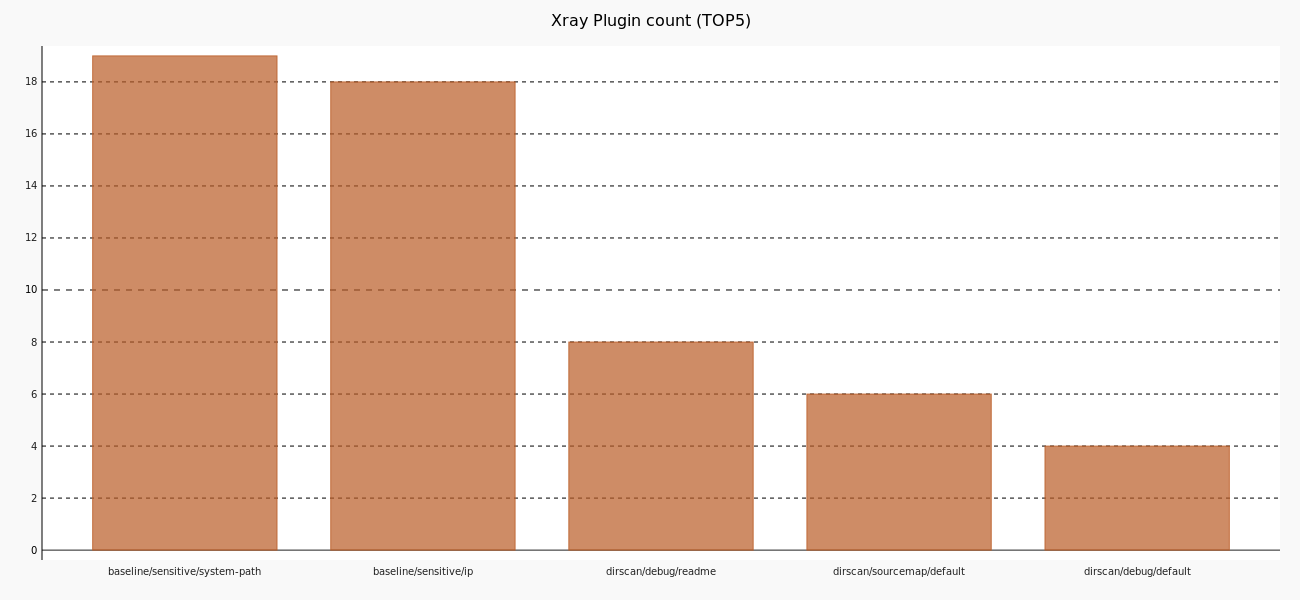 Xray Plugin count (TOP5)
18
16
14
12
10
8
6
4
2
0
baseline/sensitive/system-path
baseline/sensitive/ip
dirscan/debug/readme
dirscan/sourcemap/default
dirscan/debug/default